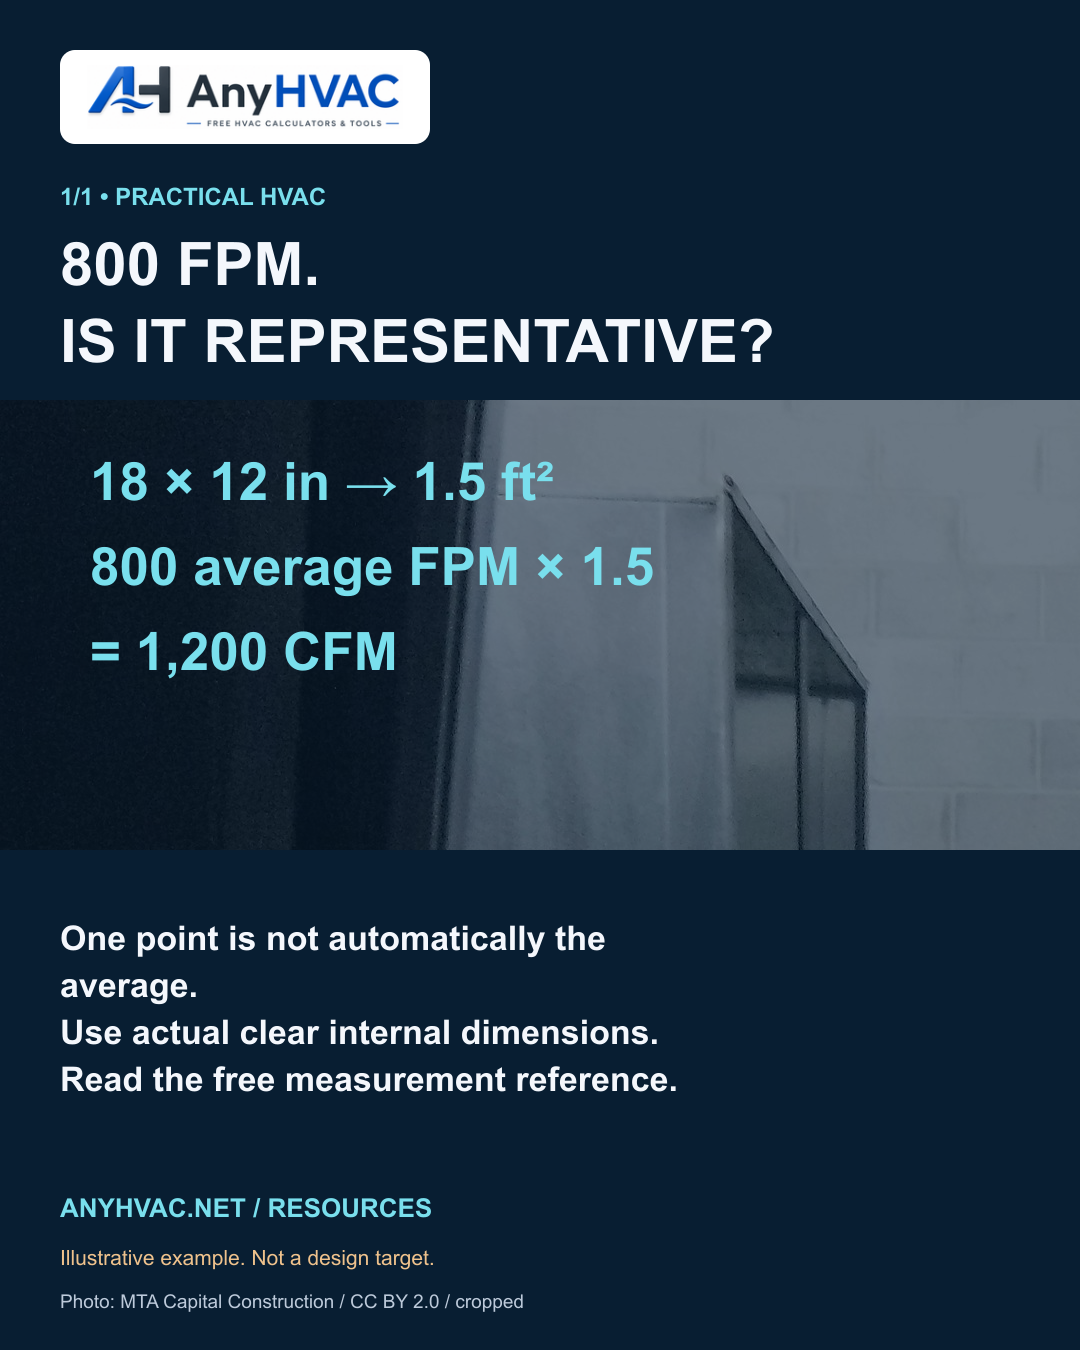 AH AnyHVAC
FREE HVAC CALCULATORS & TOOLS
1/1 • PRACTICAL HVAC
800 FPM.
IS IT REPRESENTATIVE?
18 × 12 in → 1.5 ft²
800 average FPM × 1.5
= 1,200 CFM
One point is not automatically the
average.
Use actual clear internal dimensions.
Read the free measurement reference.
ANYHVAC.NET / RESOURCES
Illustrative example. Not a design target.
Photo: MTA Capital Construction / CC BY 2.0 / cropped